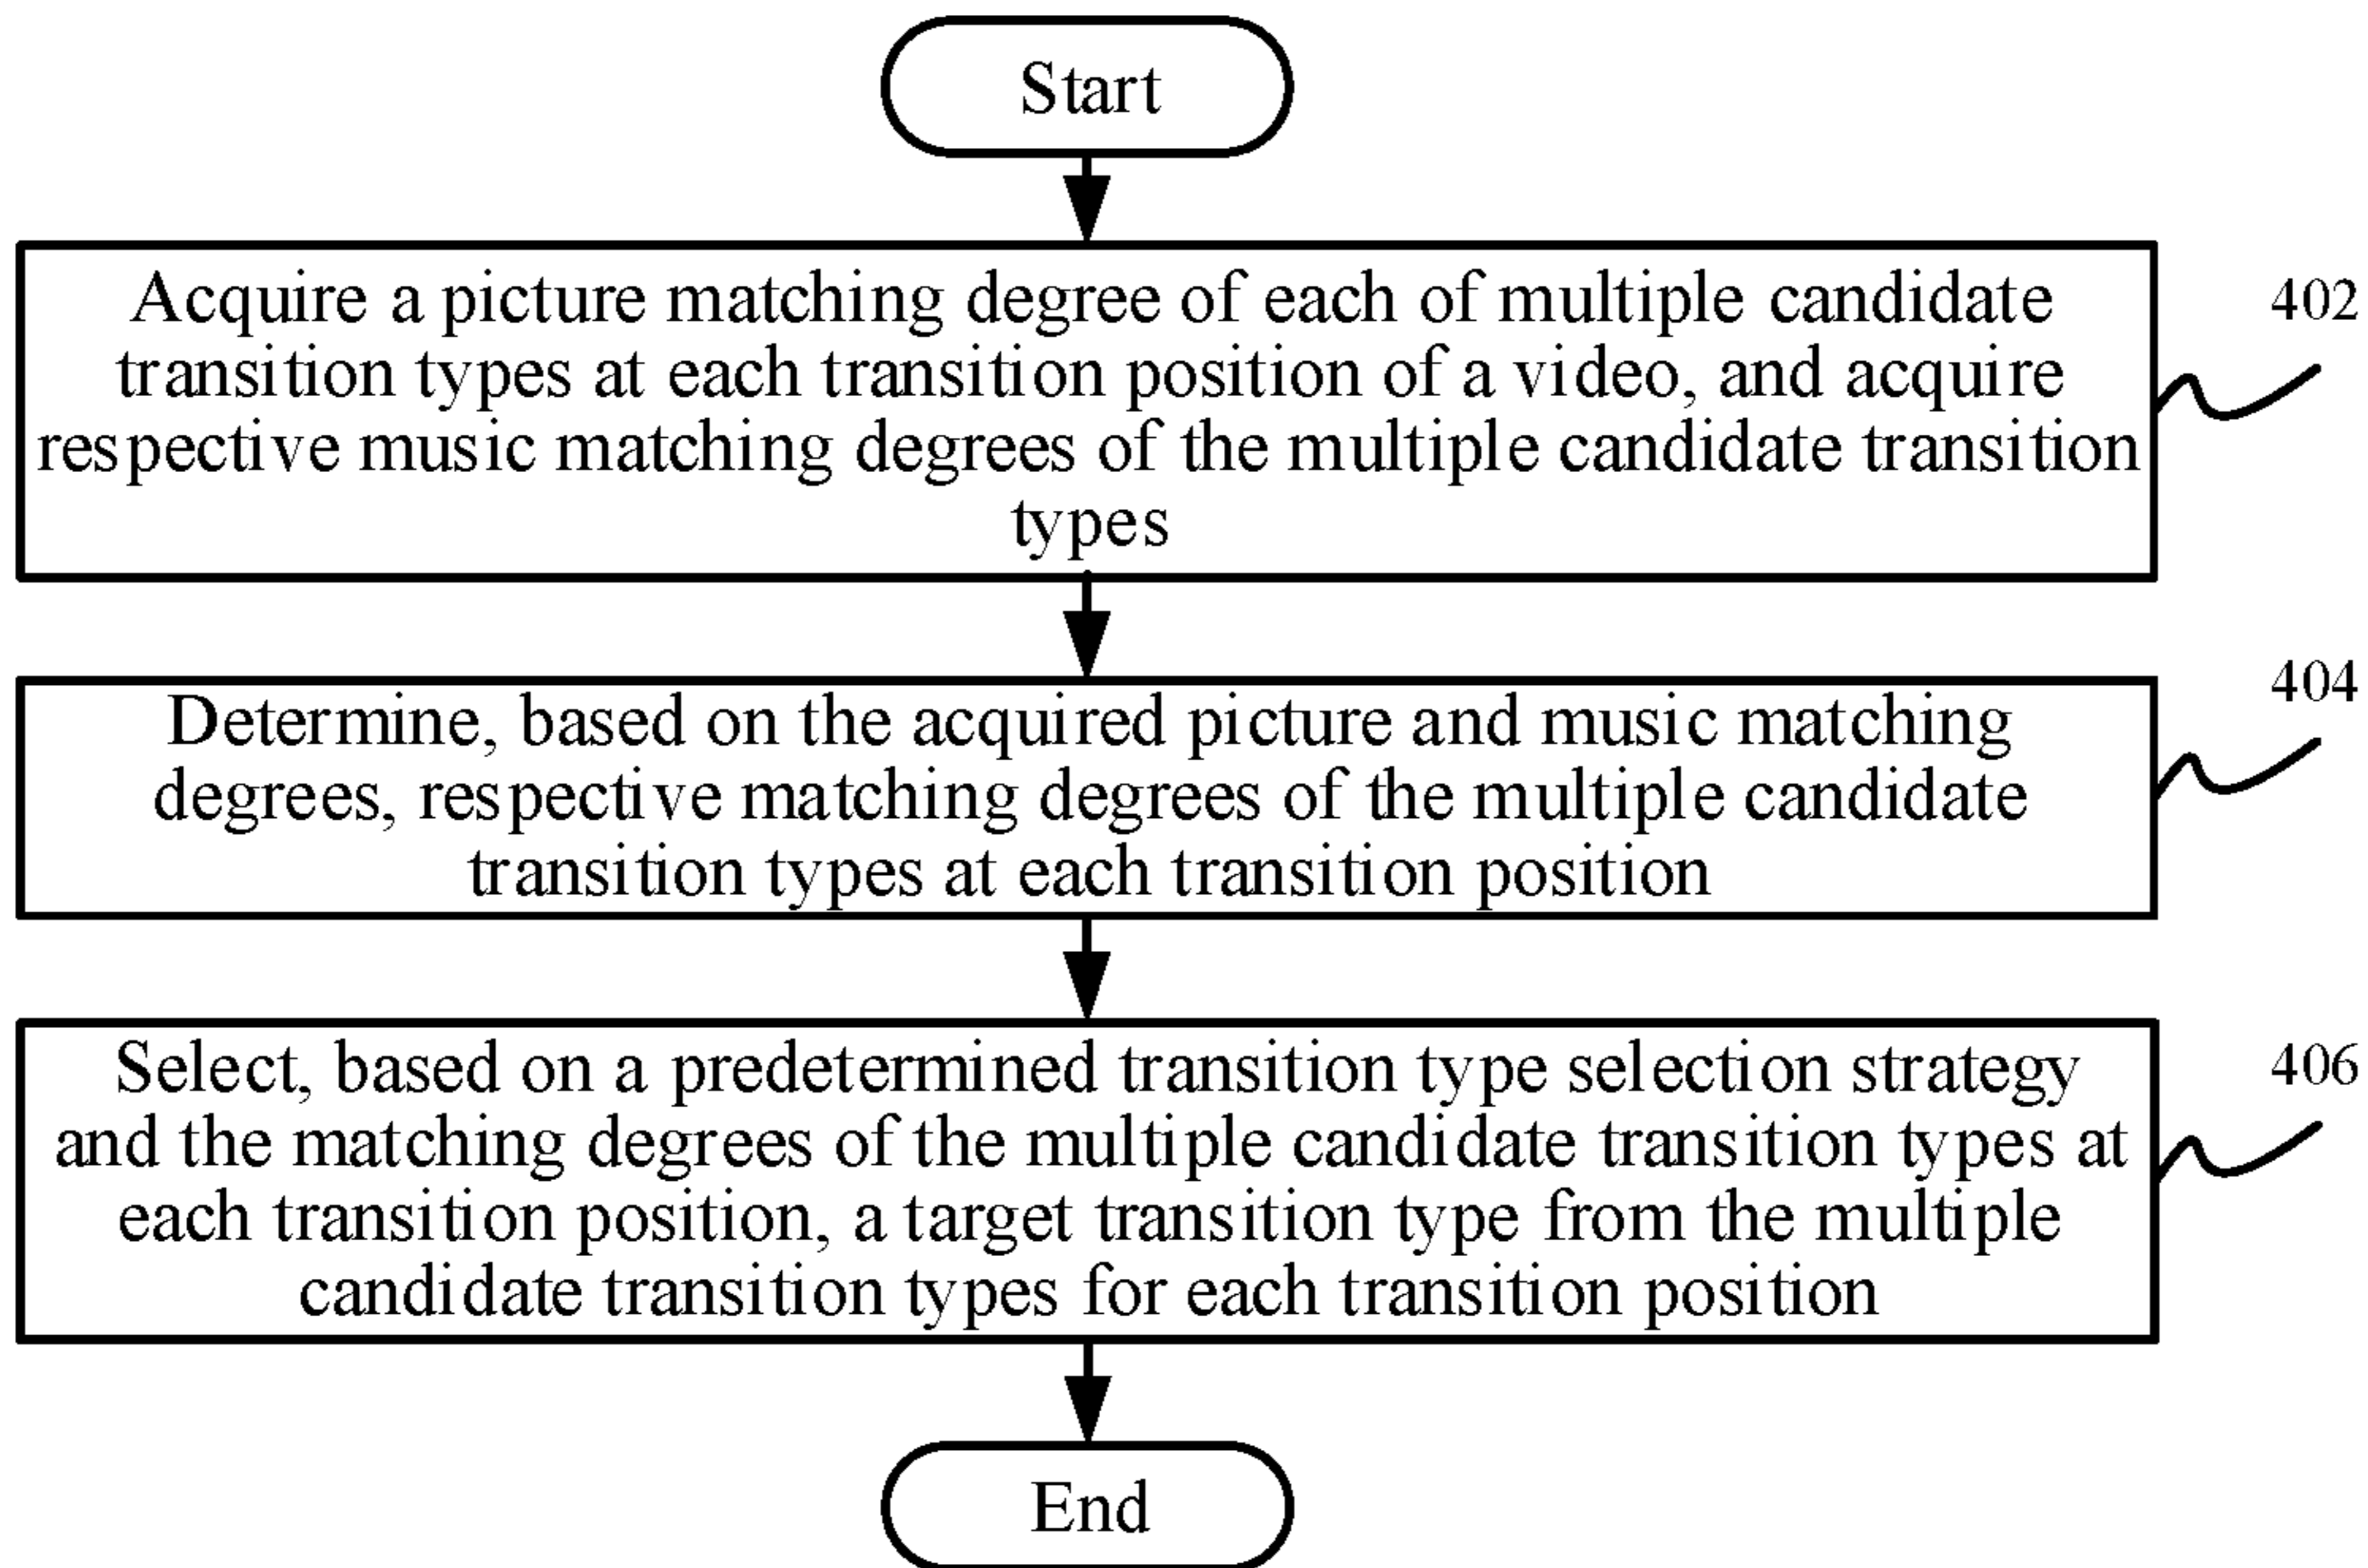 Start
Acquire a picture matching degree of each of multiple candidate
transition types at each transition position of a video, and acquire
respective music matching degrees of the multiple candidate transition
types
402
Determine, based on the acquired picture and music matching
degrees, respective matching degrees of the multiple candidate
transition types at each transition position
404
Select, based on a predetermined transition type selection strategy
and the matching degrees of the multiple candidate transition types at
each transition position, a target transition type from the multiple
candidate transition types for each transition position
406
End